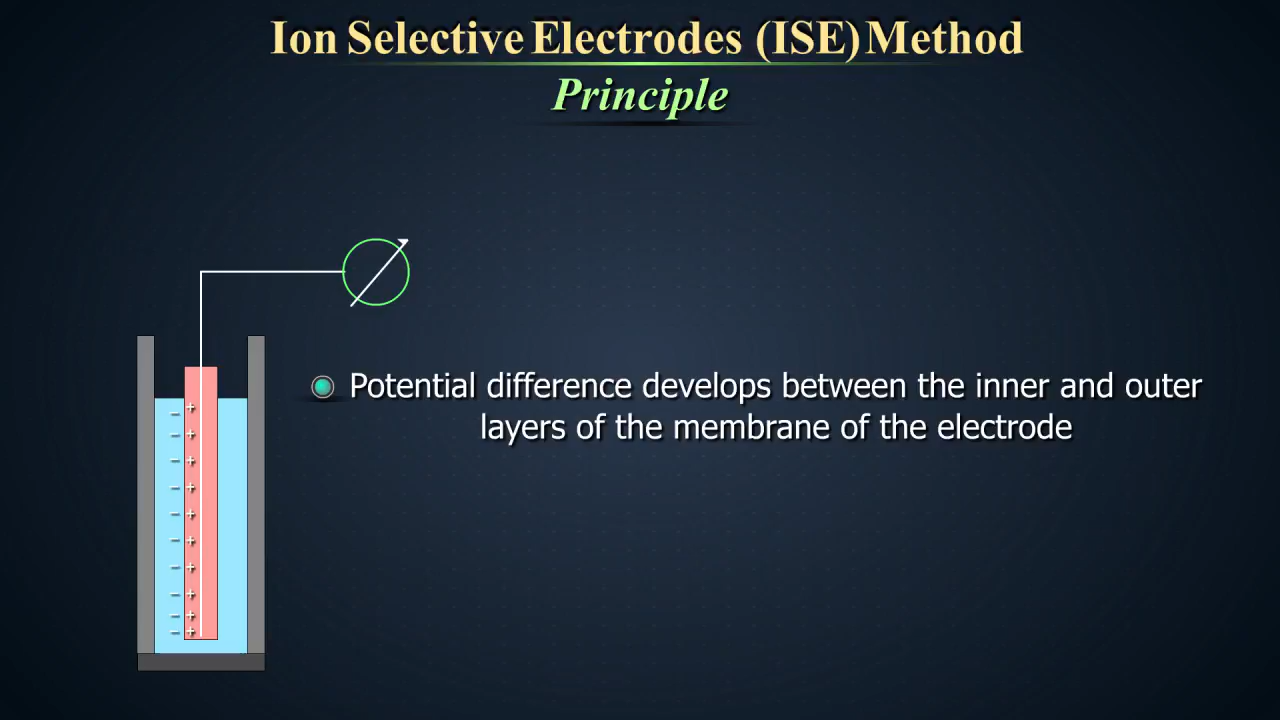 Ion Selective Electrodes (ISE) Method
Principle
Potential difference develops between the inner and outer
layers of the membrane of the electrode
− +
− +
− +
− +
− +
− +
− +
− +
− +
− +